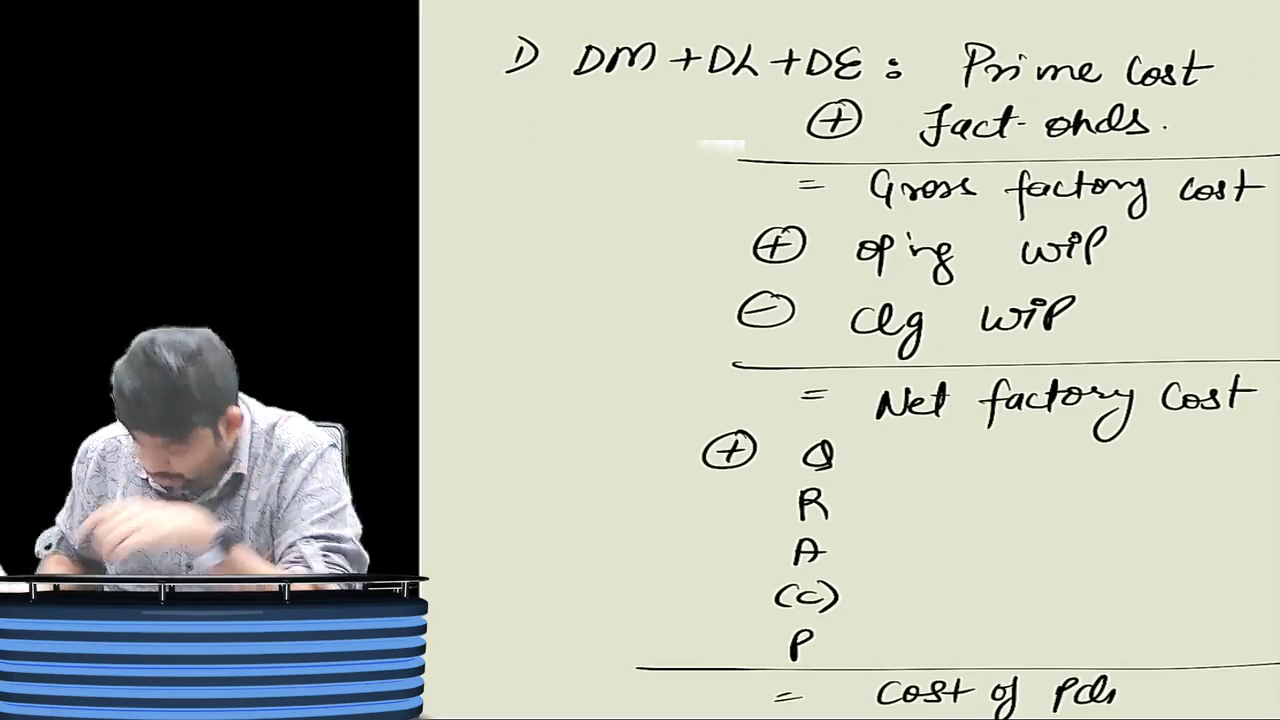 1) DM + DL + DE : Prime Cost
⊕ Fact- ohds.
= Gross factory cost
⊕ op'ing WIP
⊖ Clg WIP
= Net factory Cost
⊕ Q
R
A
(C)
P
= Cost of Pdn